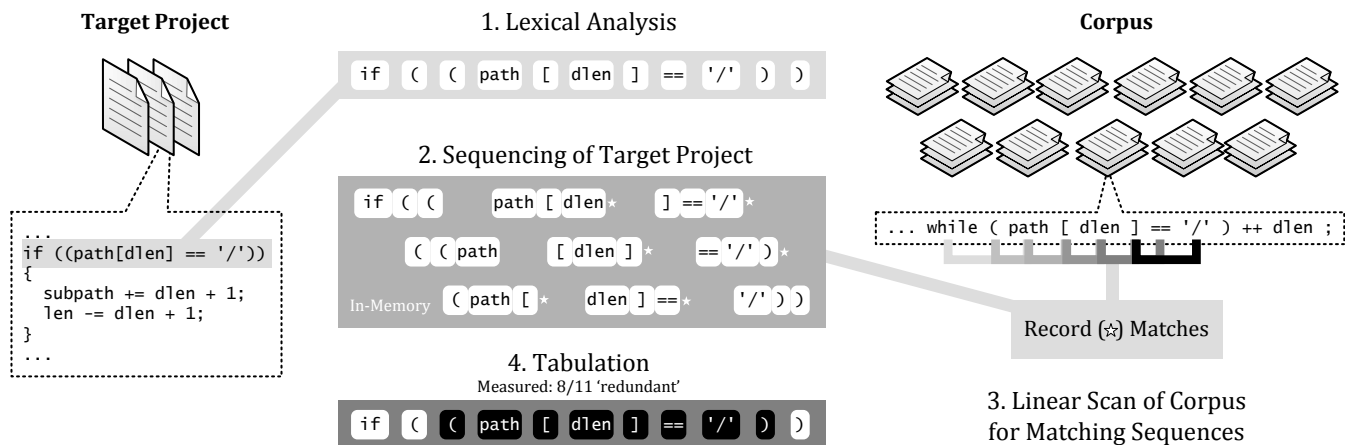 Target Project
...
if ((path[dlen] == '/'))
{
subpath += dlen + 1;
len -= dlen + 1;
}
...
1. Lexical Analysis
if ( ( path [ dlen ] == '/' ) )
2. Sequencing of Target Project
if ( ( path [ dlen ★ ] == '/' ★
( ( path [ dlen ] ★ == '/' ) ★
In-Memory ( path [ ★ dlen ] == ★ '/' ) )
4. Tabulation
Measured: 8/11 ‘redundant’
if ( ( path [ dlen ] == '/' ) )
Corpus
... while ( path [ dlen ] == '/' ) ++ dlen ;
Record (☆) Matches
3. Linear Scan of Corpus
for Matching Sequences